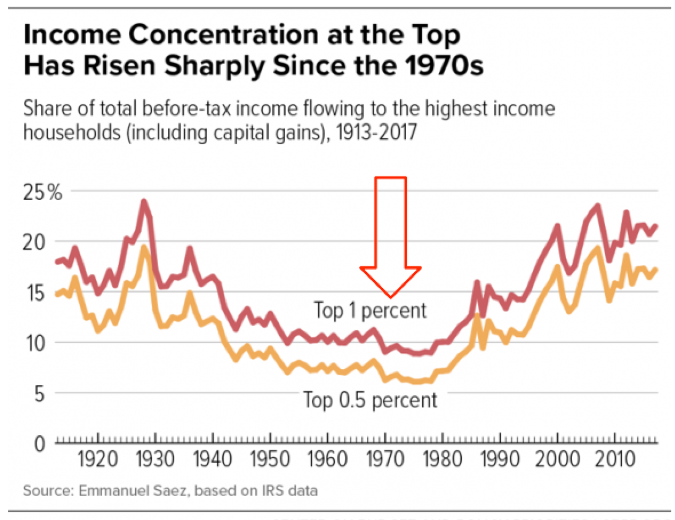 Income Concentration at the Top
Has Risen Sharply Since the 1970s
Share of total before-tax income flowing to the highest income
households (including capital gains), 1913-2017
25%
20
15
10
5
0
Top 1 percent
Top 0.5 percent
1920 1930 1940 1950 1960 1970 1980 1990 2000 2010
Source: Emmanuel Saez, based on IRS data